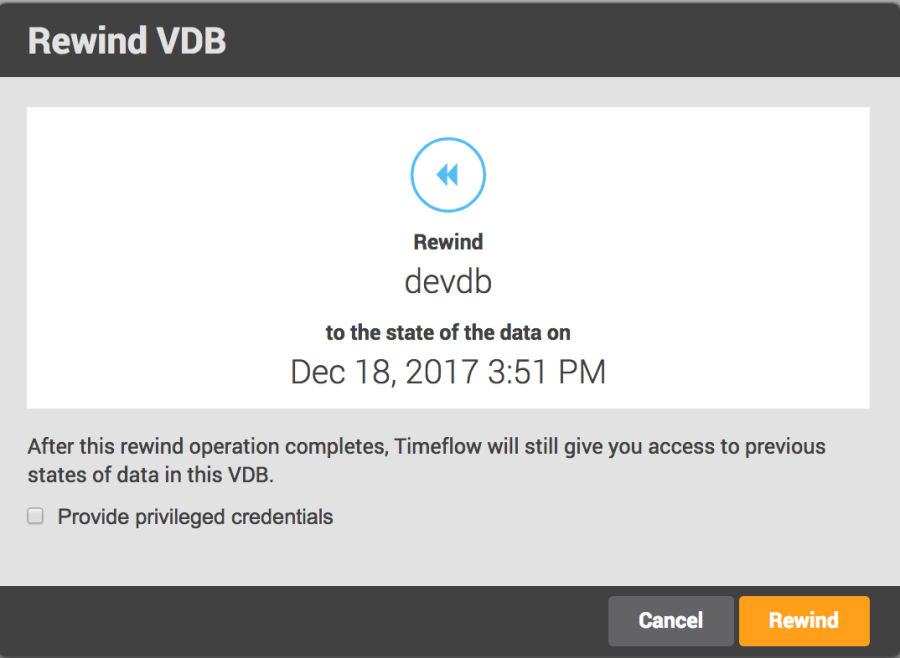 Rewind VDB
Rewind
devdb
to the state of the data on
Dec 18, 2017 3:51 PM
After this rewind operation completes, Timeflow will still give you access to previous
states of data in this VDB.
Provide privileged credentials
Cancel
Rewind